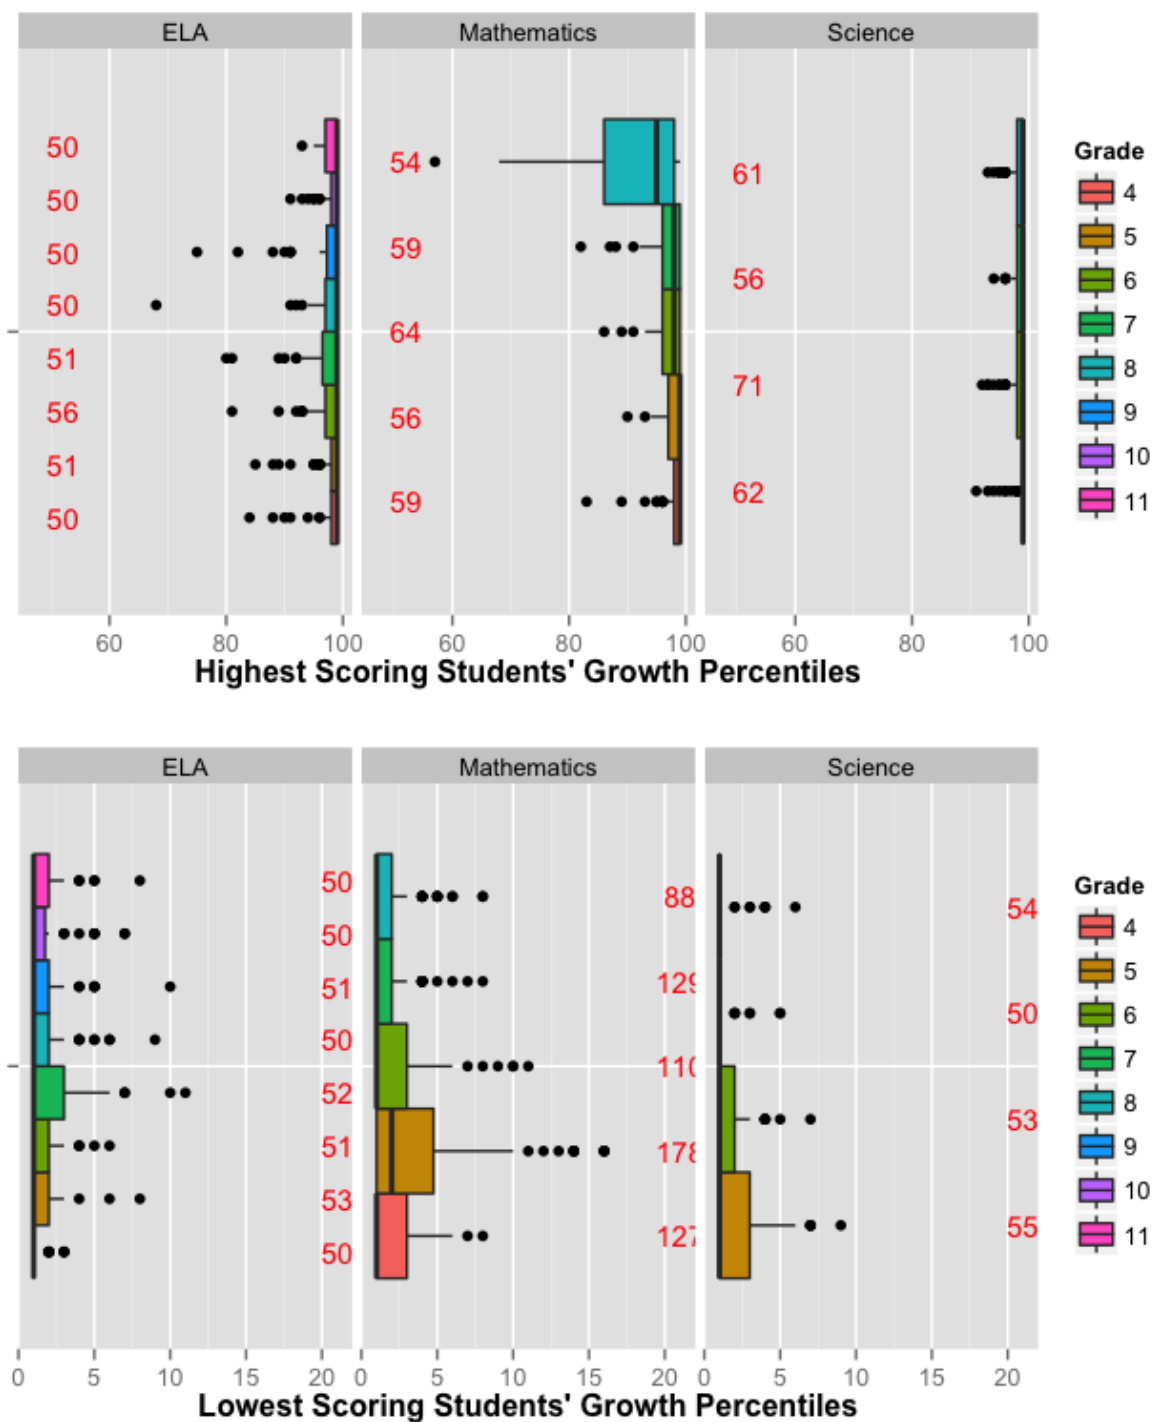 ELA Mathematics Science
50 54 61
50 59 56
50 64 71
50 56 62
51 59
56
51
50
60 80 100 60 80 100 60 80 100
Highest Scoring Students' Growth Percentiles
Grade
4
5
6
7
8
9
10
11
ELA Mathematics Science
50 88 54
50 129 50
51 110 53
50 178 55
52 127
51
53
50
0 5 10 15 20 0 5 10 15 20 0 5 10 15 20
Lowest Scoring Students' Growth Percentiles
Grade
4
5
6
7
8
9
10
11